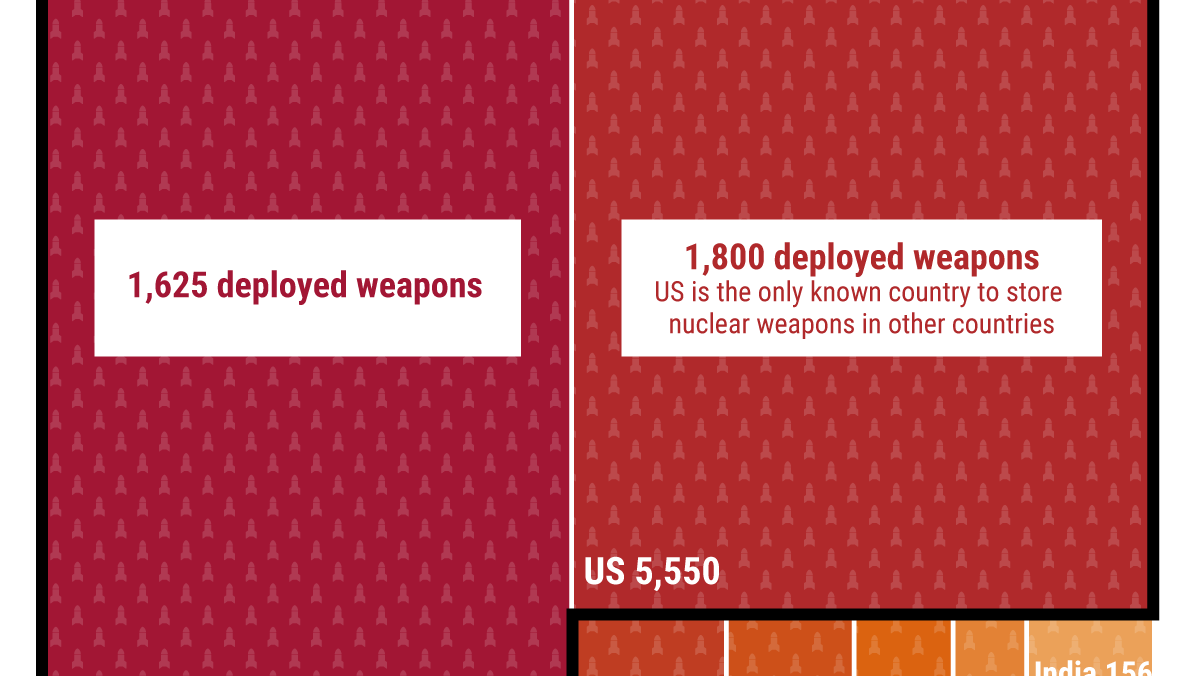 1,625 deployed weapons
1,800 deployed weapons
US is the only known country to store
nuclear weapons in other countries
US 5,550
India 156